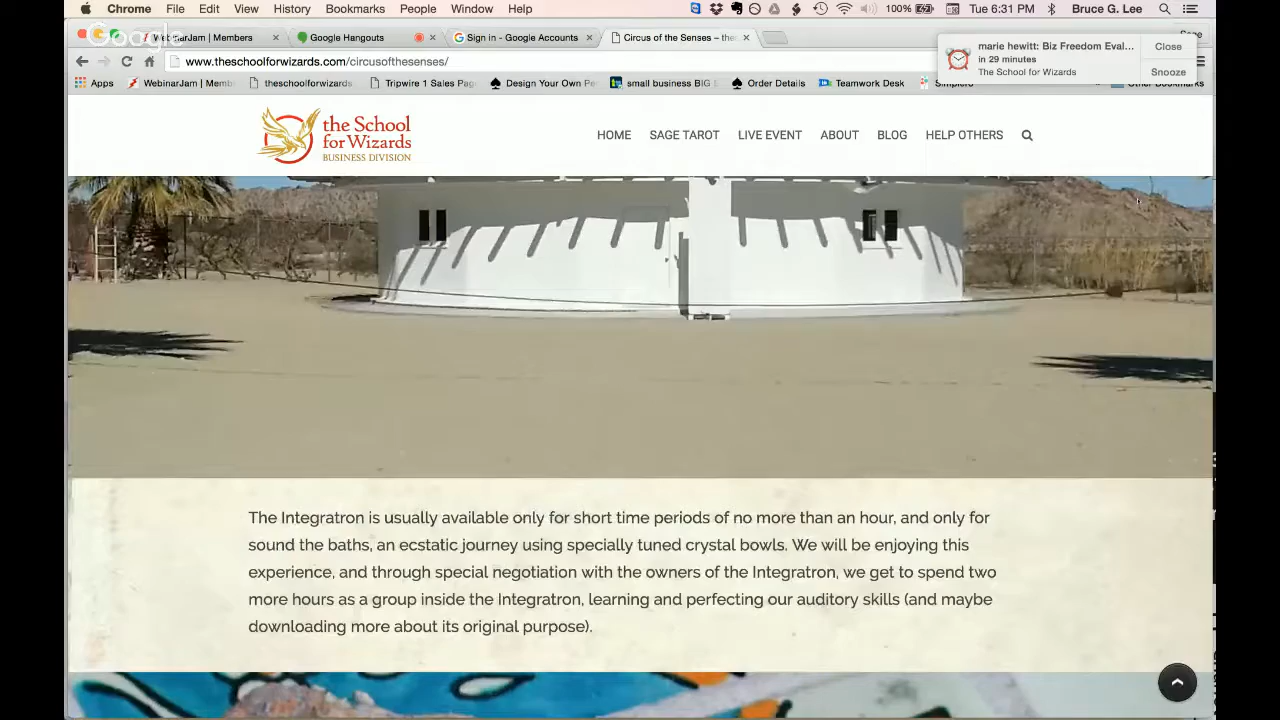 Chrome File Edit View History Bookmarks People Window Help 100% Tue 6:31 PM Bruce G. Lee
Google
WebinarJam | Members Google Hangouts Sign in - Google Accounts Circus of the Senses – the
www.theschoolforwizards.com/circusofthesenses/
marie hewitt: Biz Freedom Eval...
in 29 minutes
The School for Wizards
Close
Snooze
Apps WebinarJam | Memb theschoolforwizards. Tripwire 1 Sales Pag Design Your Own Pe small business BIG S Order Details Teamwork Desk Simplero Other Bookmarks
the School
for Wizards
BUSINESS DIVISION
HOME SAGE TAROT LIVE EVENT ABOUT BLOG HELP OTHERS
The Integratron is usually available only for short time periods of no more than an hour, and only for
sound the baths, an ecstatic journey using specially tuned crystal bowls. We will be enjoying this
experience, and through special negotiation with the owners of the Integratron, we get to spend two
more hours as a group inside the Integratron, learning and perfecting our auditory skills (and maybe
downloading more about its original purpose).